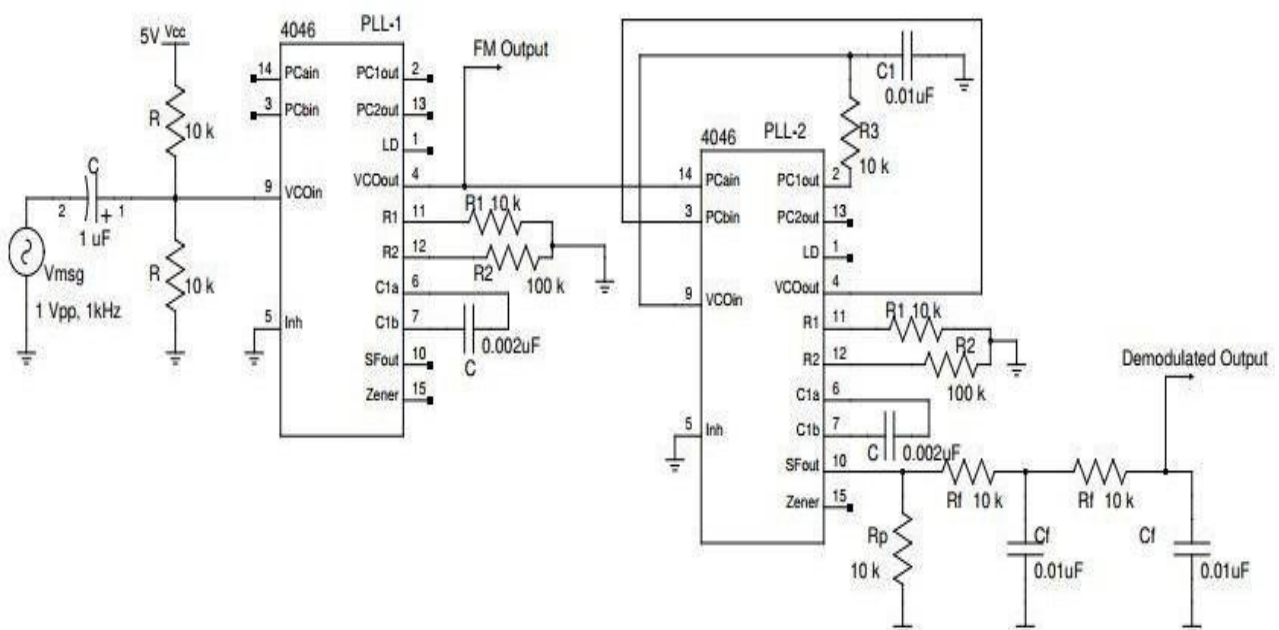 5V Vcc
4046 PLL-1
14 PCain PC1out 2
3 PCbin PC2out 13
LD 1
9 VCOin VCOout 4
R1 11
R2 12
C1a 6
5 Inh C1b 7
SFout 10
Zener 15
R 10 k
C
2 1
+
1 uF
Vmsg
1 Vpp, 1kHz
R 10k
FM Output
R1 10 k
R2
100 k
C 0.002uF
C1
0.01uF
R3
10 k
4046 PLL-2
14 PCain PC1out 2
3 PCbin PC2out 13
LD 1
9 VCOin VCOout 4
R1 11
R2 12
C1a 6
5 Inh C1b 7
SFout 10
Zener 15
R1 10 k
R2
100 k
C 0.002uF
Demodulated Output
Rf 10 k
Rf 10 k
Rp
10 k
Cf
0.01uF
Cf
0.01uF